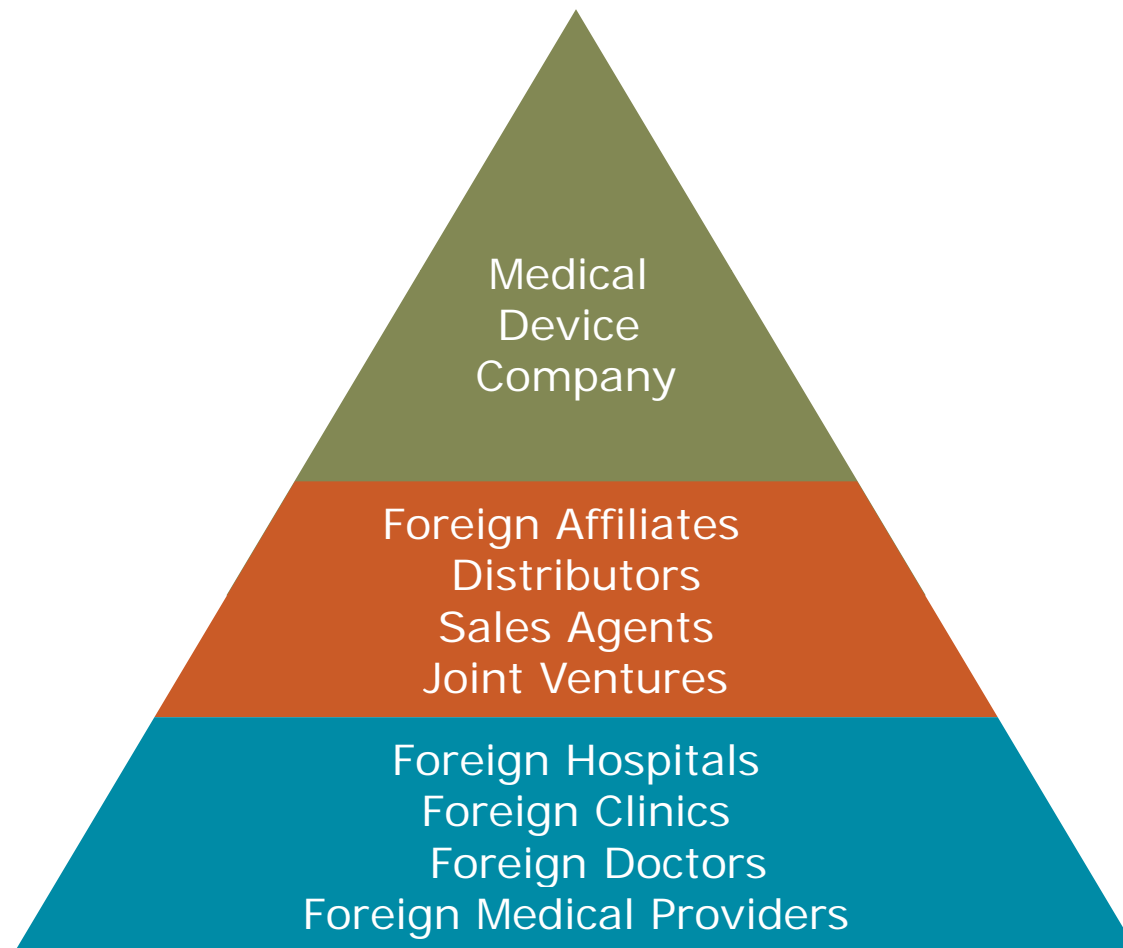 Medical
Device
Company
Foreign Affiliates
Distributors
Sales Agents
Joint Ventures
Foreign Hospitals
Foreign Clinics
Foreign Doctors
Foreign Medical Providers